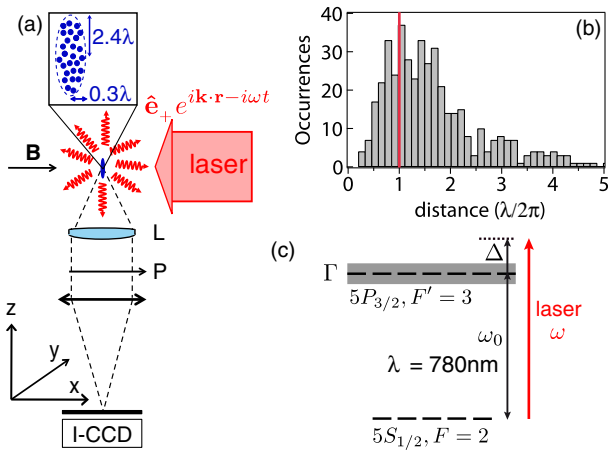 (a)
2.4λ
0.3λ
ê₊ e^{ik·r−iωt}
B
laser
L
P
z
y
x
I-CCD
(b)
Occurrences
40
30
20
10
0
0 1 2 3 4 5
distance (λ/2π)
(c)
Δ
Γ
5P_{3/2}, F′ = 3
laser
ω
ω₀
λ = 780nm
5S_{1/2}, F = 2